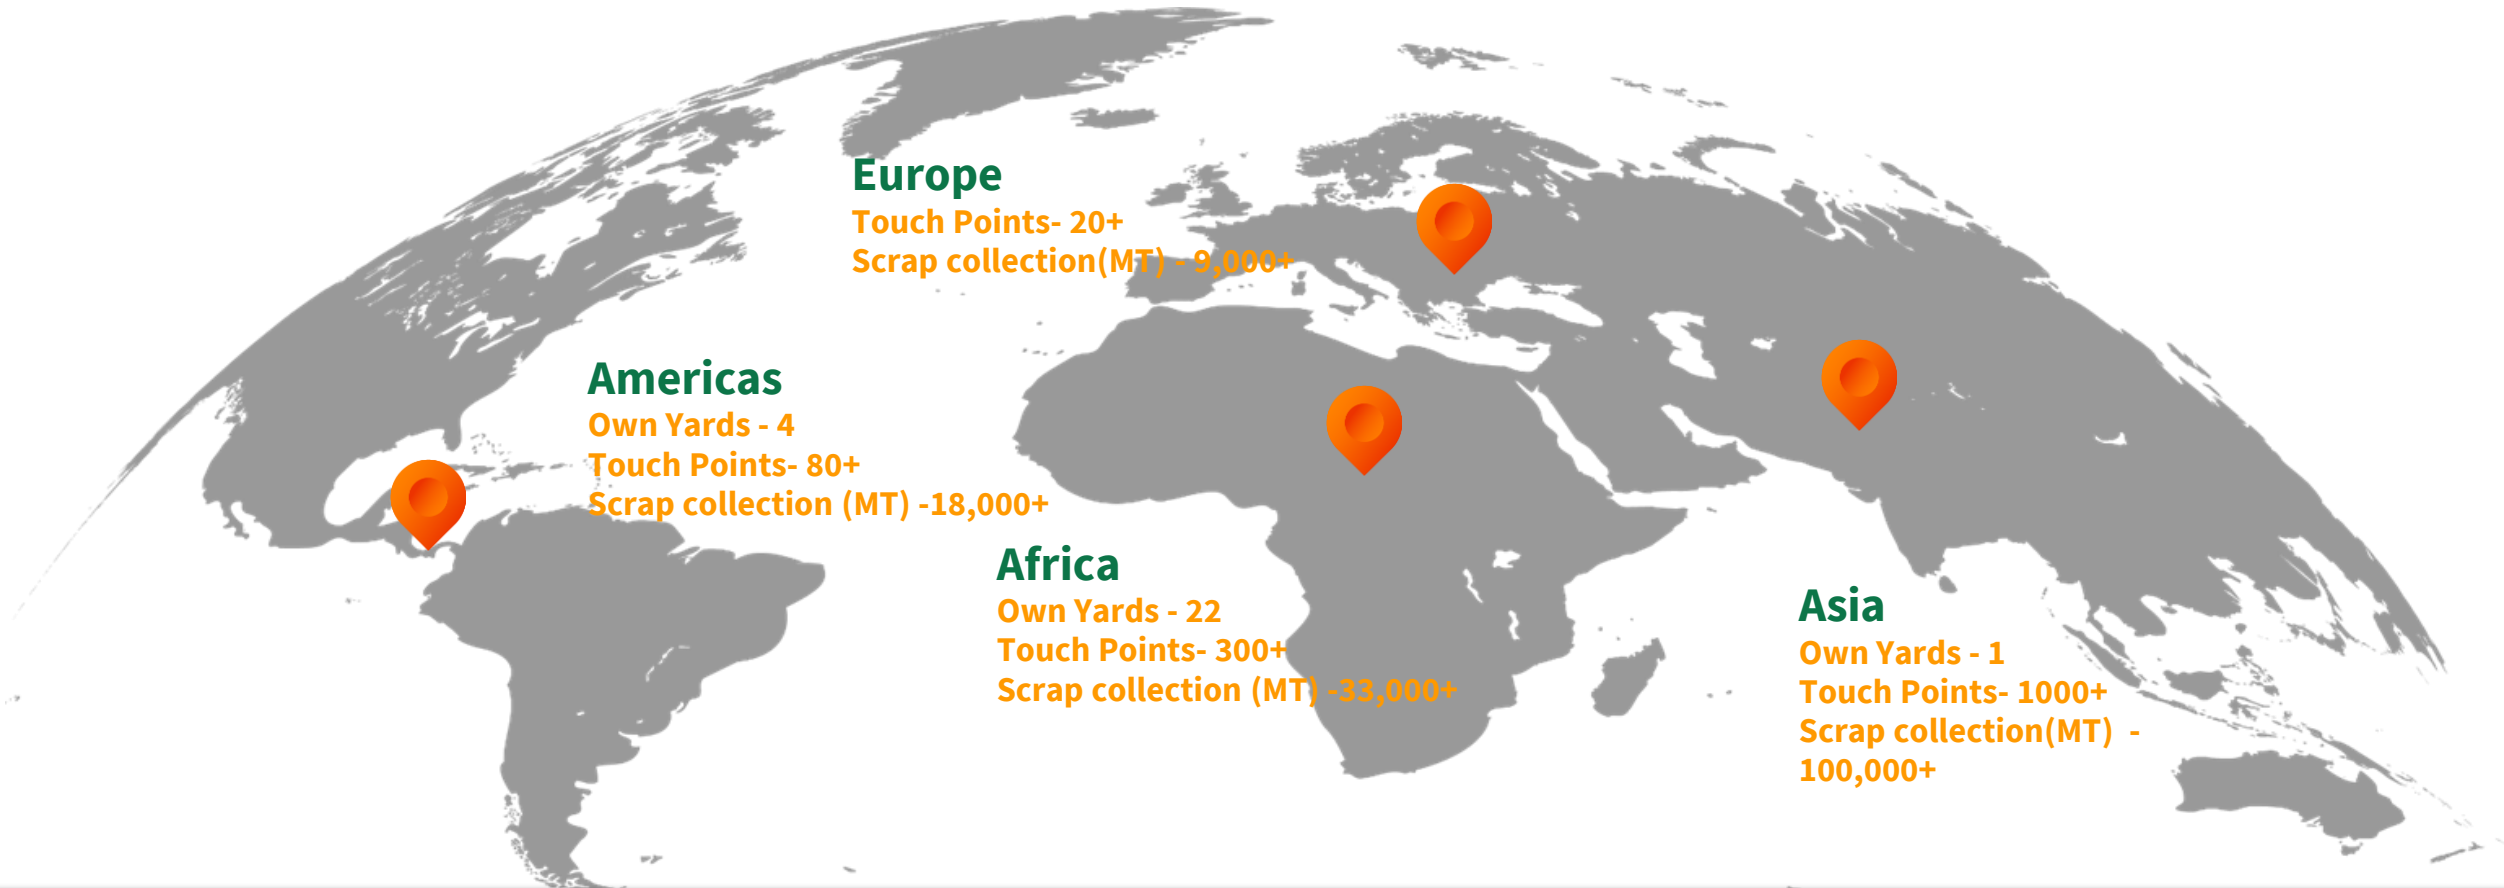 Europe
Touch Points- 20+
Scrap collection(MT) - 9,000+
Americas
Own Yards - 4
Touch Points- 80+
Scrap collection (MT) -18,000+
Africa
Own Yards - 22
Touch Points- 300+
Scrap collection (MT) -33,000+
Asia
Own Yards - 1
Touch Points- 1000+
Scrap collection(MT)  -
100,000+